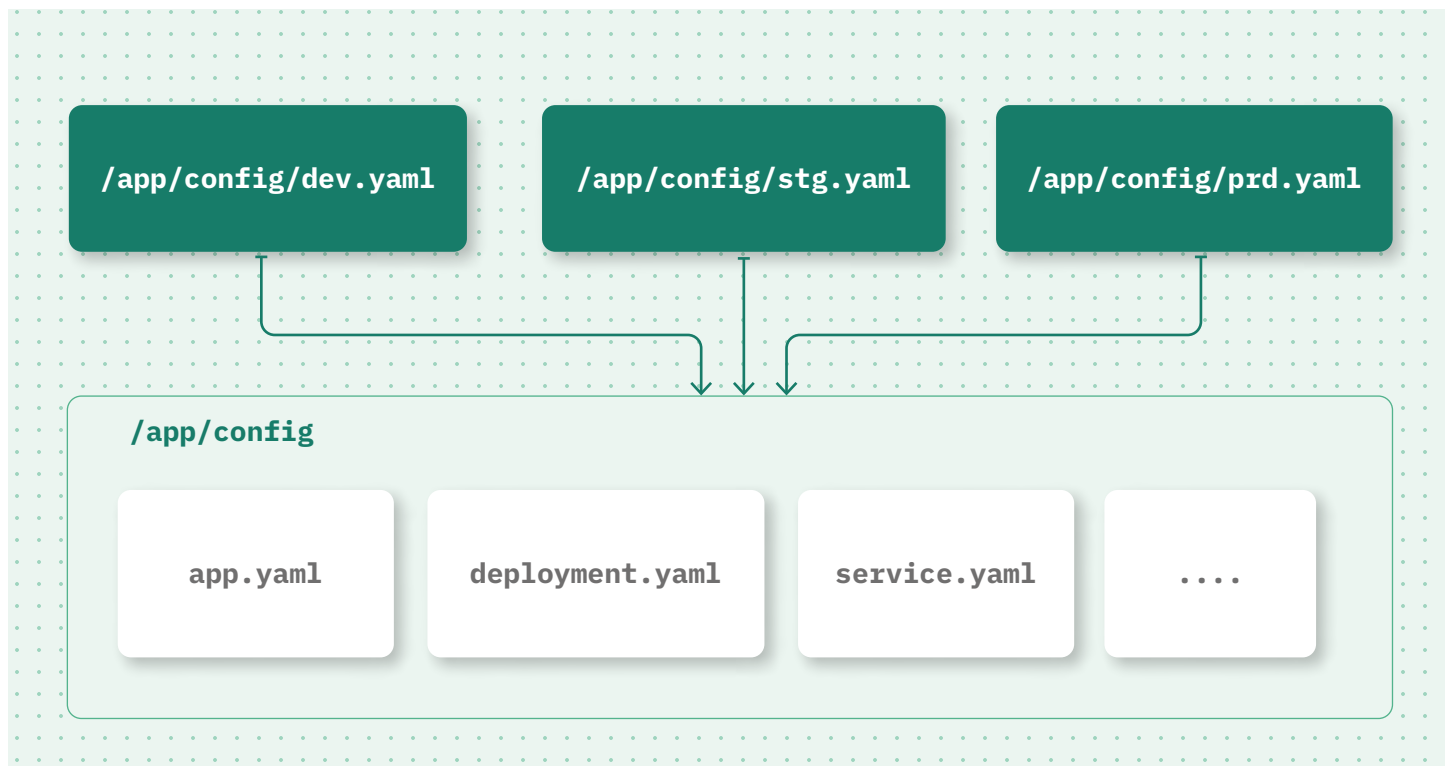 /app/config/dev.yaml
/app/config/stg.yaml
/app/config/prd.yaml
/app/config
app.yaml
deployment.yaml
service.yaml
....